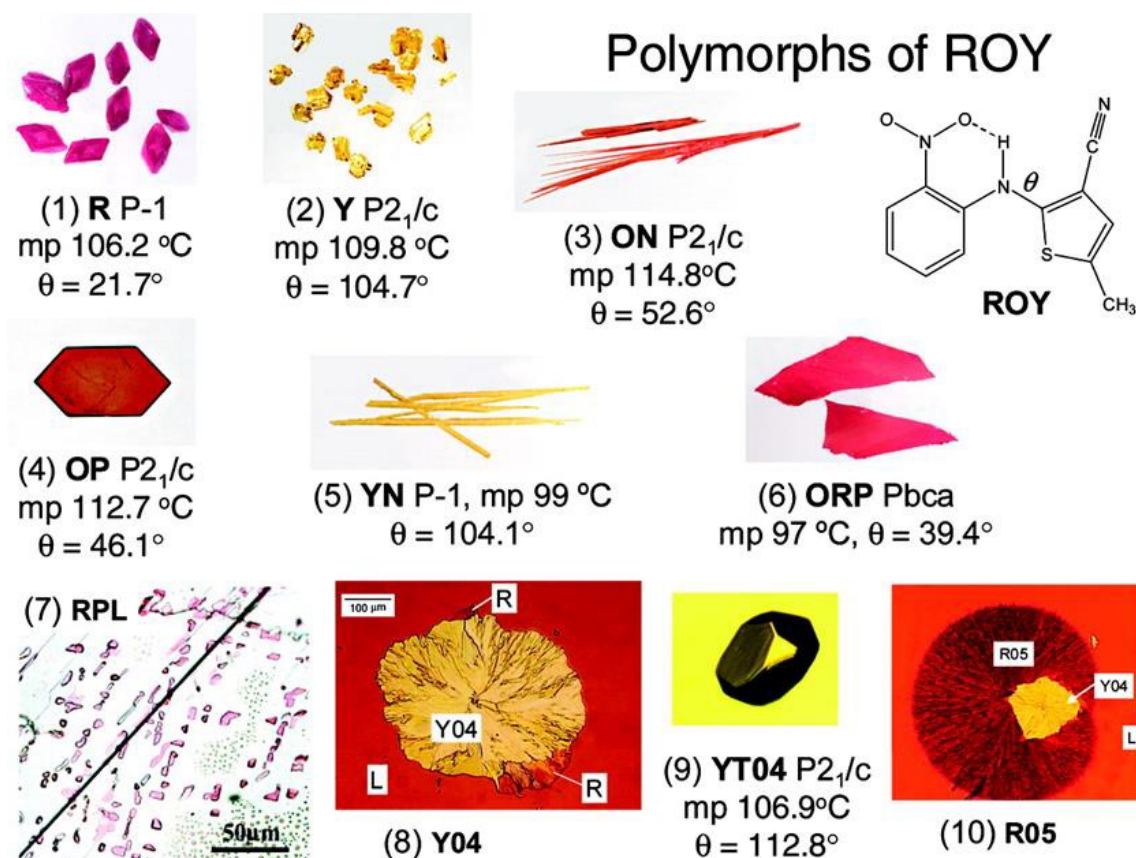 Polymorphs of ROY
(1) R P-1
mp 106.2 °C
θ = 21.7°
(2) Y P2₁/c
mp 109.8 °C
θ = 104.7°
(3) ON P2₁/c
mp 114.8°C
θ = 52.6°
O
O
N
H
N
θ
C
N
S
CH₃
ROY
(4) OP P2₁/c
mp 112.7 °C
θ = 46.1°
(5) YN P-1, mp 99 ºC
θ = 104.1°
(6) ORP Pbca
mp 97 ºC, θ = 39.4°
(7) RPL
50µm
100 µm
R
Y04
L
R
(8) Y04
(9) YT04 P2₁/c
mp 106.9°C
θ = 112.8°
R05
Y04
L
(10) R05